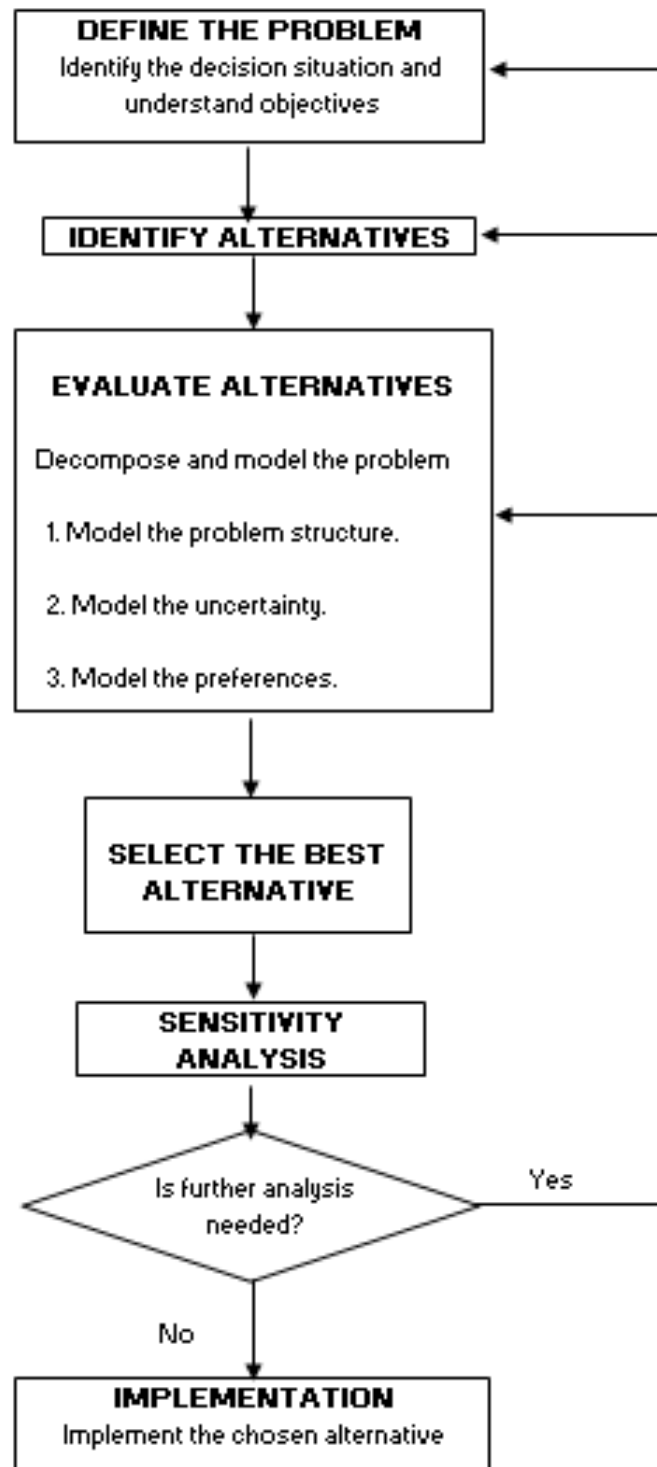 DEFINE THE PROBLEM
Identify the decision situation and
understand objectives
IDENTIFY ALTERNATIVES
EVALUATE ALTERNATIVES
Decompose and model the problem
1. Model the problem structure.
2. Model the uncertainty.
3. Model the preferences.
SELECT THE BEST
ALTERNATIVE
SENSITIVITY
ANALYSIS
Is further analysis
needed?
Yes
No
IMPLEMENTATION
Implement the chosen alternative